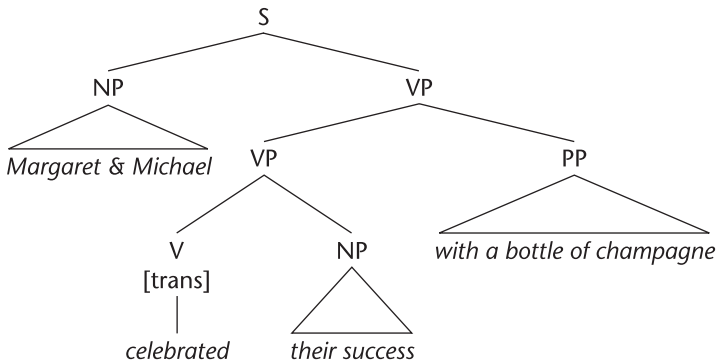 S
NP VP
Margaret & Michael VP PP
V NP with a bottle of champagne
[trans]
celebrated their success